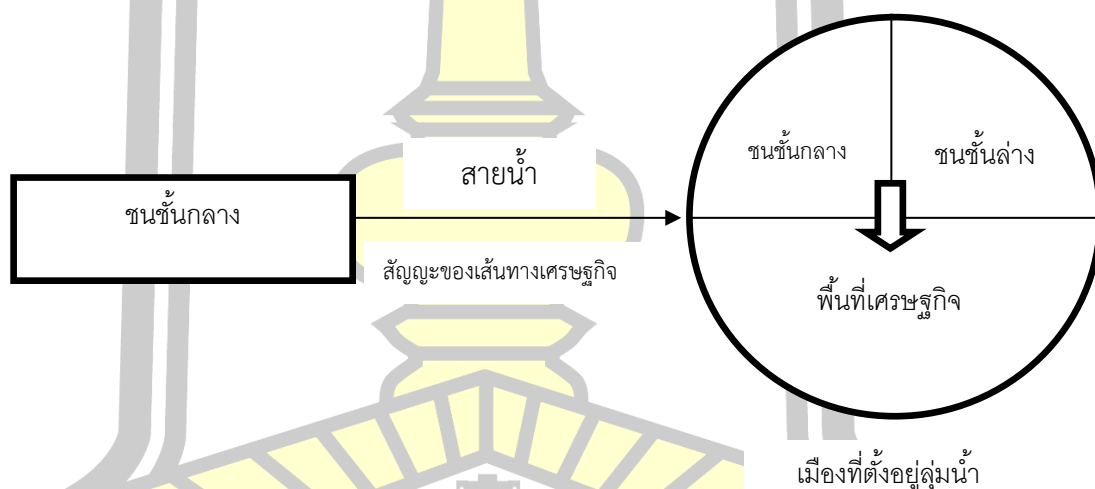 ชนชั้นกลาง
สายน้ำ
สัญญะของเส้นทางเศรษฐกิจ
ชนชั้นกลาง
ชนชั้นล่าง
พื้นที่เศรษฐกิจ
เมืองที่ตั้งอยู่ลุ่มน้ำ